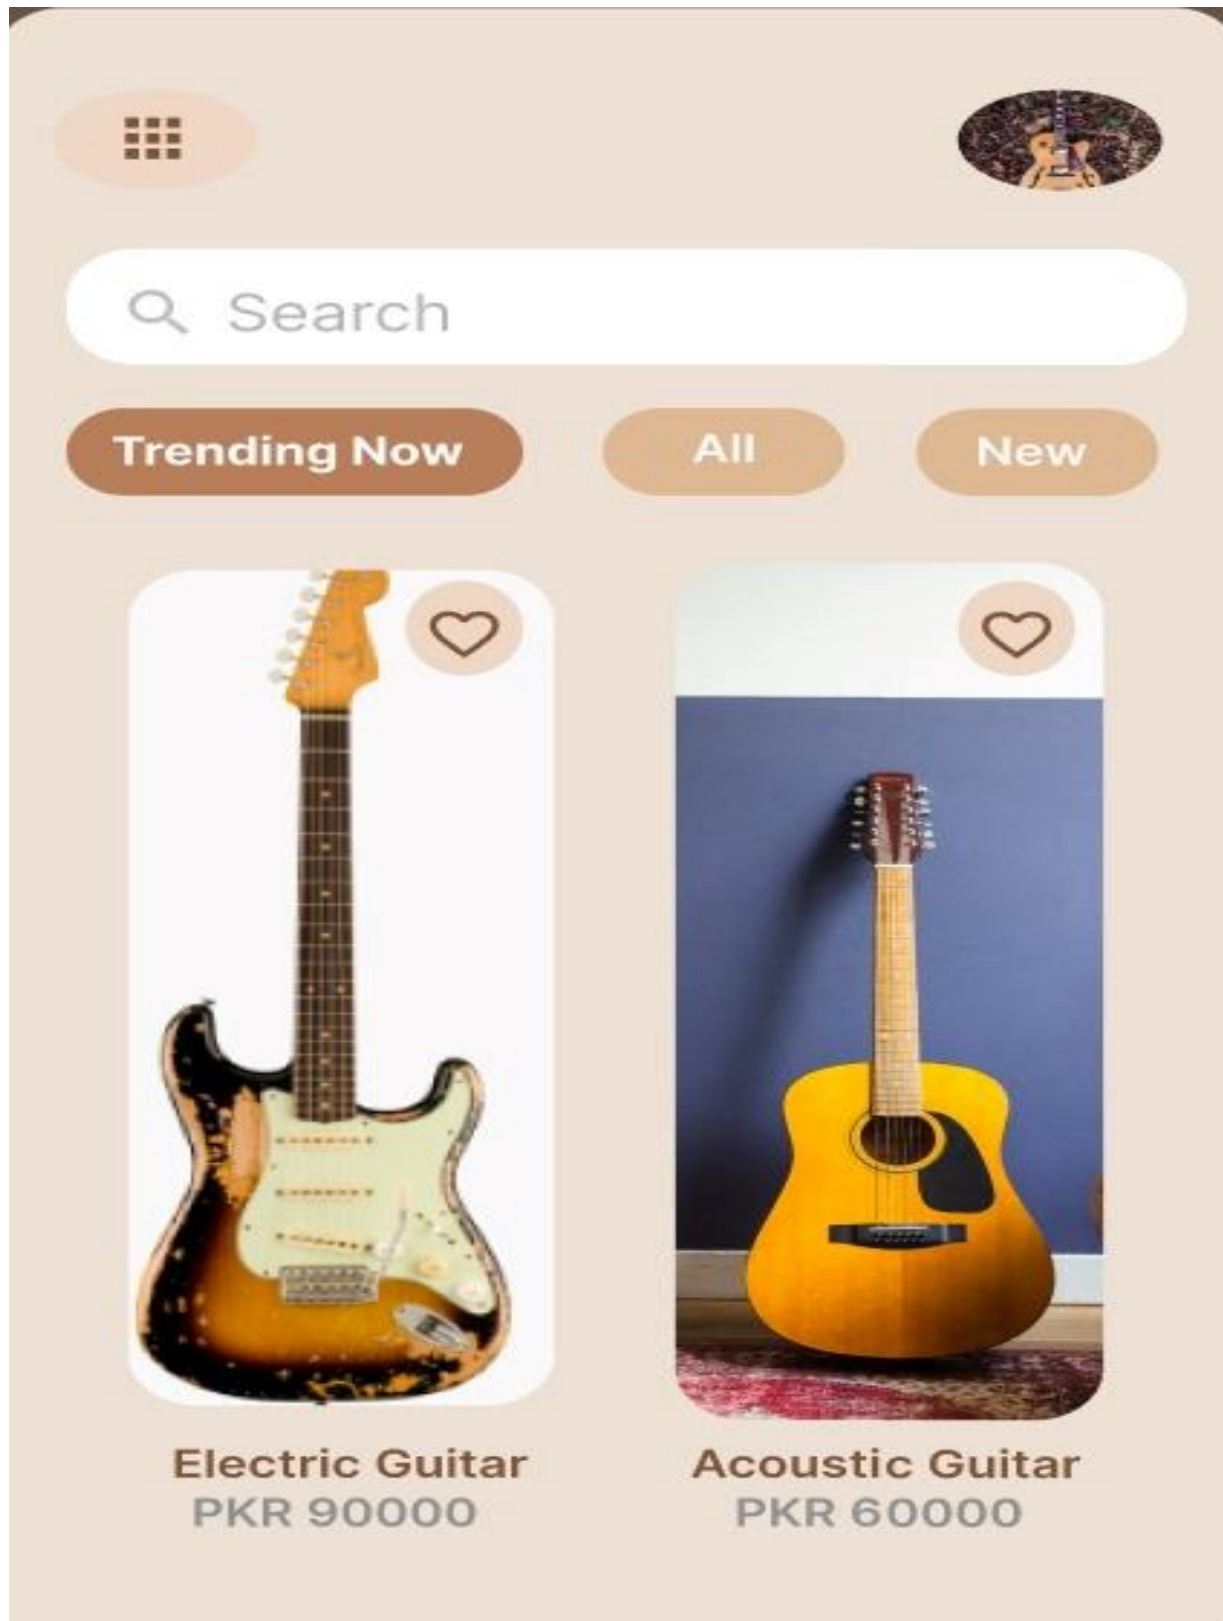 Search
Trending Now
All
New
Electric Guitar
Acoustic Guitar
PKR 90000
PKR 60000